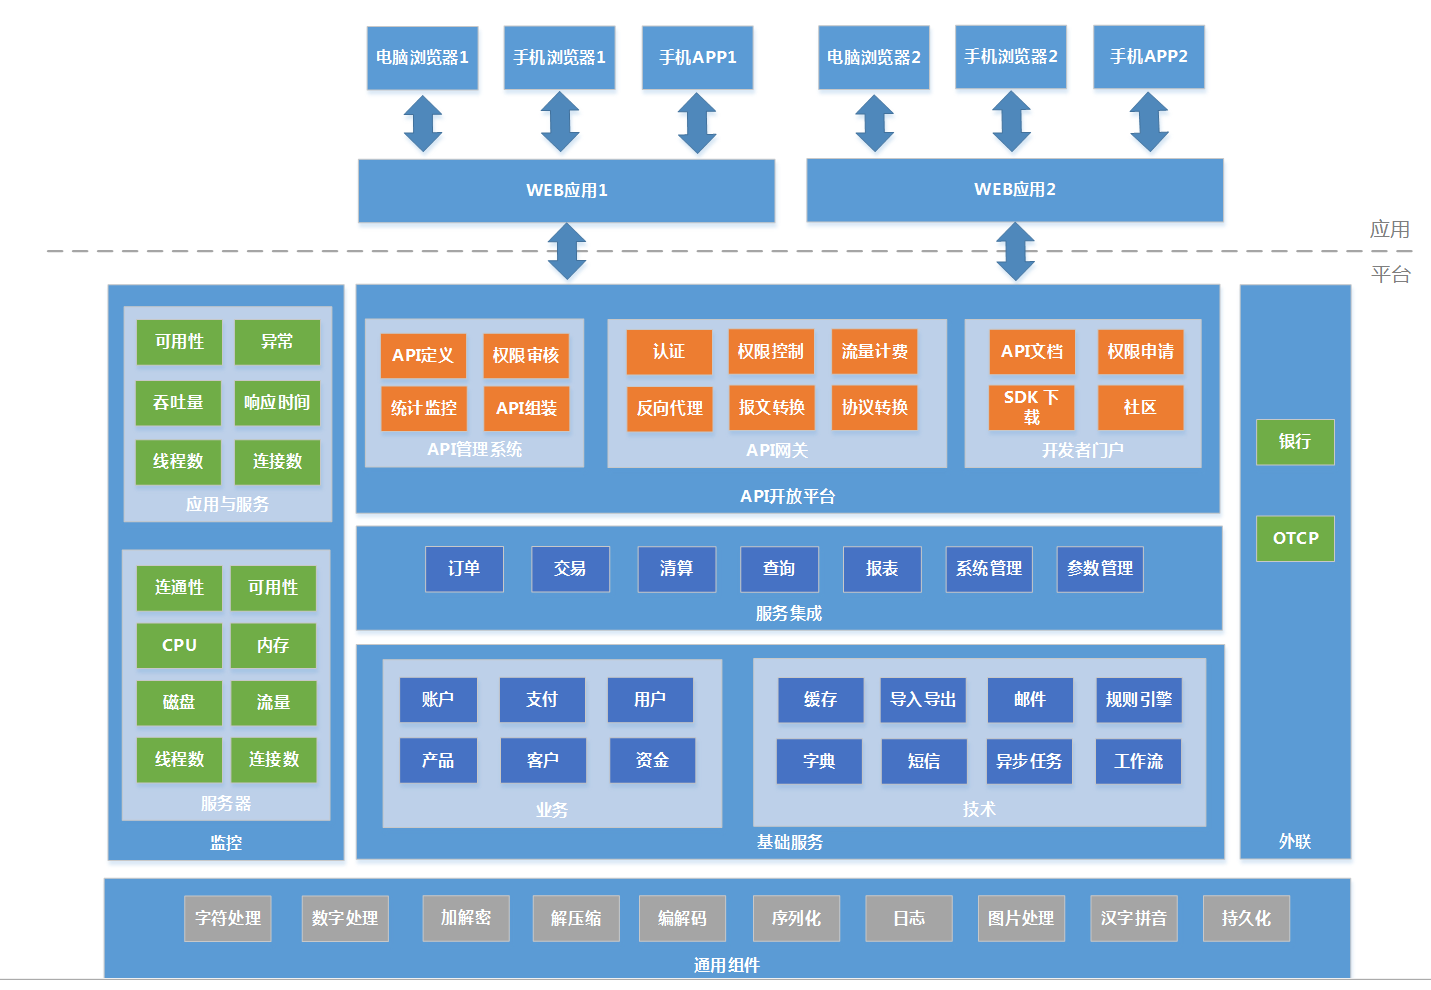 电脑浏览器1
手机浏览器1
手机APP1
电脑浏览器2
手机浏览器2
手机APP2
WEB应用1
WEB应用2
应用
平台
可用性
异常
吞吐量
响应时间
线程数
连接数
应用与服务
连通性
可用性
CPU
内存
磁盘
流量
线程数
连接数
服务器
监控
API定义
权限审核
统计监控
API组装
API管理系统
认证
权限控制
流量计费
反向代理
报文转换
协议转换
API网关
API文档
权限申请
SDK 下
载
社区
开发者门户
API开放平台
订单
交易
清算
查询
报表
系统管理
参数管理
服务集成
账户
支付
用户
产品
客户
资金
业务
缓存
导入导出
邮件
规则引擎
字典
短信
异步任务
工作流
技术
基础服务
银行
OTCP
外联
字符处理
数字处理
加解密
解压缩
编解码
序列化
日志
图片处理
汉字拼音
持久化
通用组件